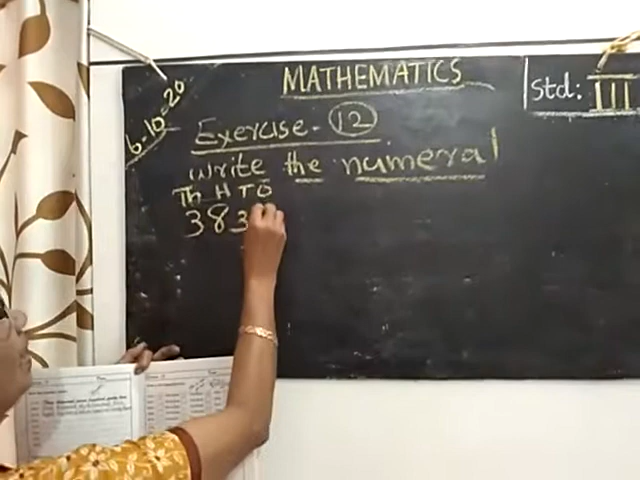 MATHEMATICS
Std: III
6-10-20
Exercise - 12
write the numeral
Th H T O
383